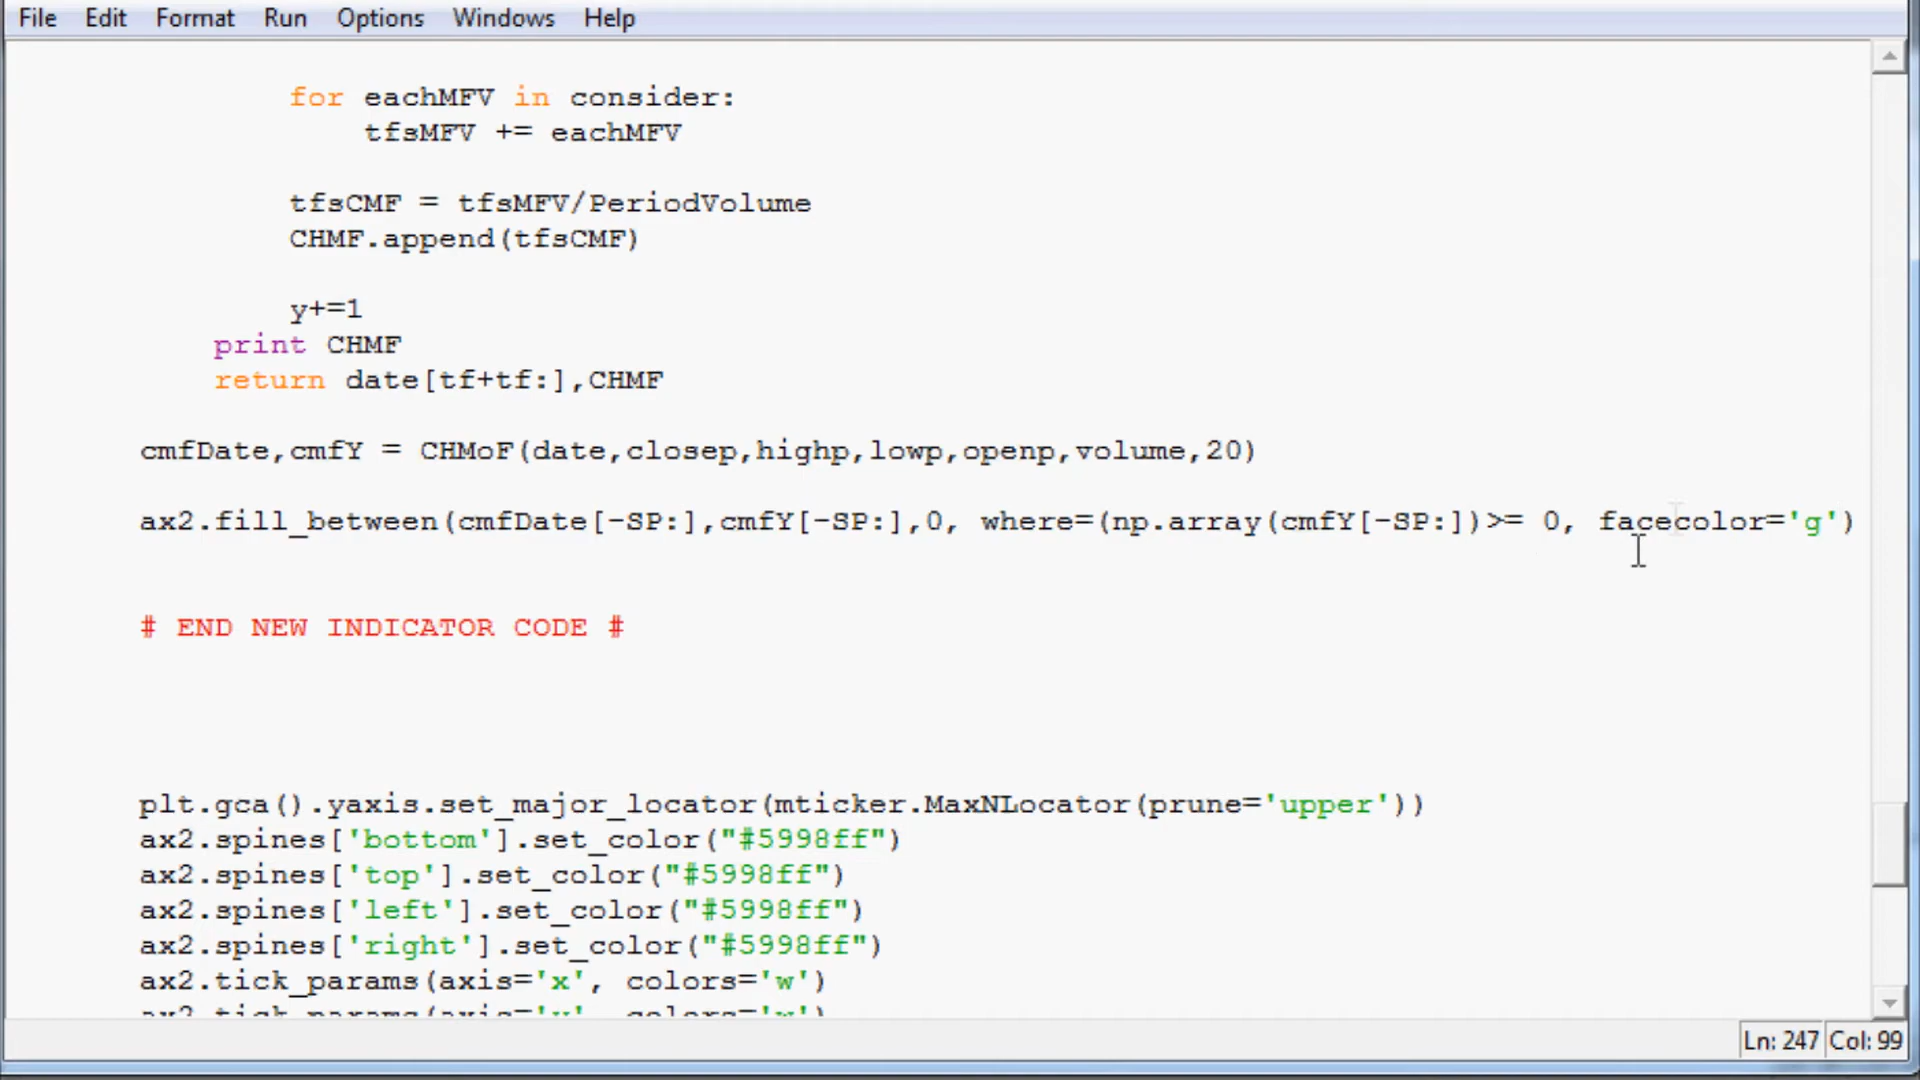 File Edit Format Run Options Windows Help
for eachMFV in consider:
tfsMFV += eachMFV
tfsCMF = tfsMFV/PeriodVolume
CHMF.append(tfsCMF)
y+=1
print CHMF
return date[tf+tf:],CHMF
cmfDate,cmfY = CHMoF(date,closep,highp,lowp,openp,volume,20)
ax2.fill_between(cmfDate[-SP:],cmfY[-SP:],0, where=(np.array(cmfY[-SP:])>= 0, facecolor='g')
# END NEW INDICATOR CODE #
plt.gca().yaxis.set_major_locator(mticker.MaxNLocator(prune='upper'))
ax2.spines['bottom'].set_color("#5998ff")
ax2.spines['top'].set_color("#5998ff")
ax2.spines['left'].set_color("#5998ff")
ax2.spines['right'].set_color("#5998ff")
ax2.tick_params(axis='x', colors='w')
ax2.tick_params(axis='y', colors='w')
Ln: 247 Col: 99